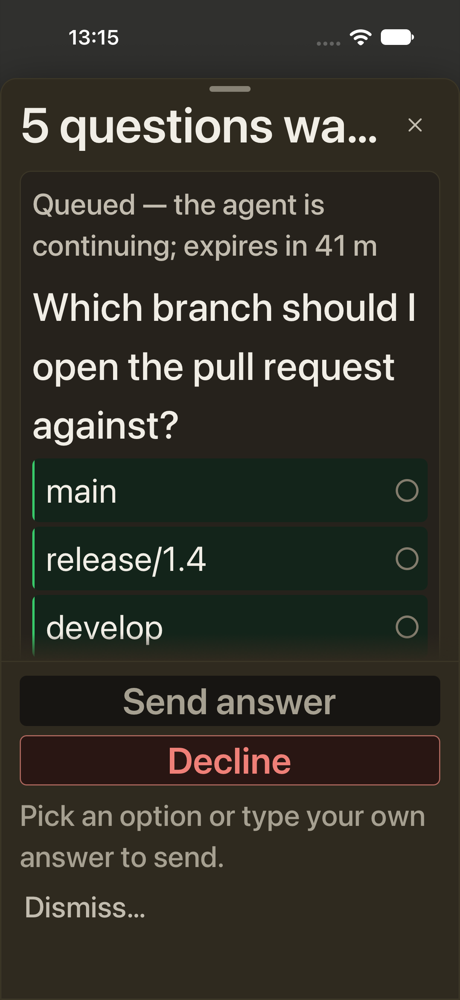 13:15
5 questions wa...
Queued — the agent is
continuing; expires in 41 m
Which branch should I
open the pull request
against?
main
release/1.4
develop
Send answer
Decline
Pick an option or type your own
answer to send.
Dismiss...